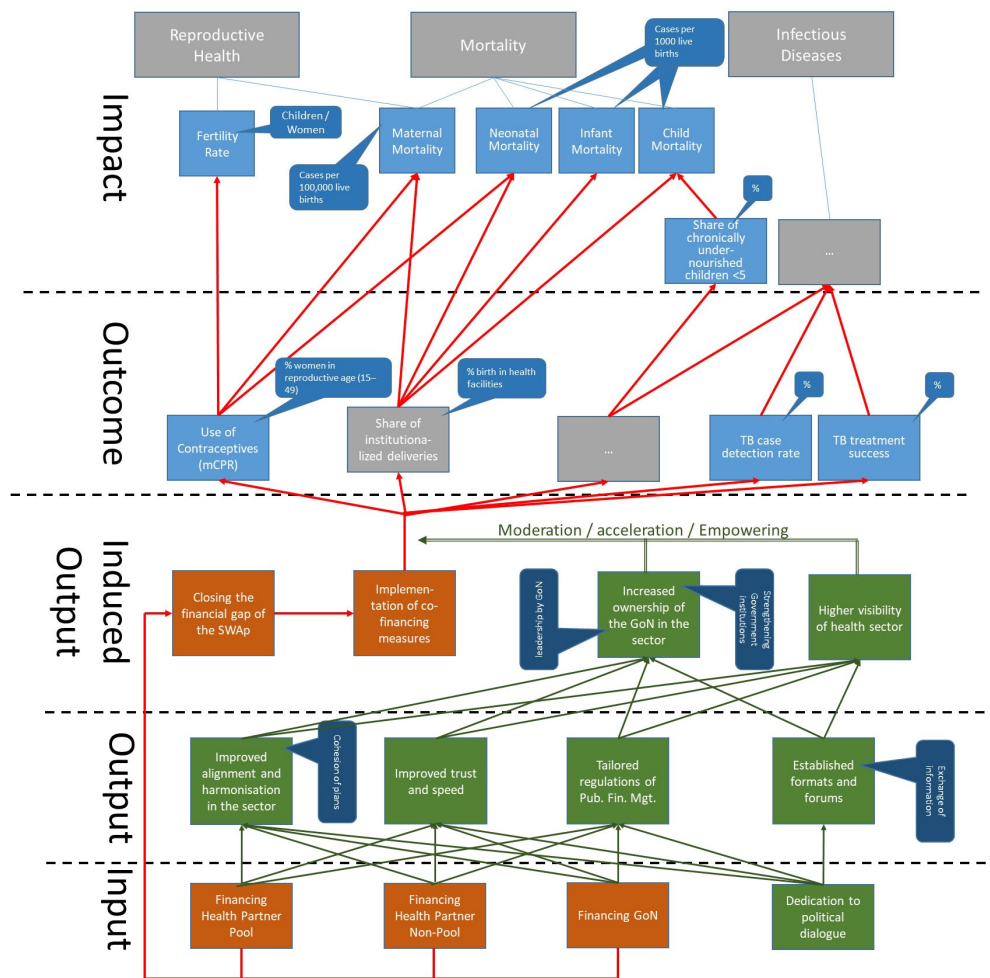 Reproductive
Health
Mortality
Infectious
Diseases
Cases per
1000 live
births
Impact
Children /
Women
Fertility
Rate
Maternal
Mortality
Neonatal
Mortality
Infant
Mortality
Child
Mortality
Cases per
100,000 live
births
%
Share of
chronically
under-
nourished
children <5
...
Outcome
% women in
reproductive age (15–
49)
% birth in health
facilities
%
%
Use of
Contraceptives
(mCPR)
Share of
institutiona-
lized deliveries
...
TB case
detection rate
TB treatment
success
Induced
Output
Moderation / acceleration / Empowering
Closing the
financial gap of
the SWAp
Implemen-
tation of co-
financing
measures
leadership by GoN
Increased
ownership of
the GoN in the
sector
Strengthening
Government
institutions
Higher visibility
of health sector
Output
Improved
alignment and
harmonisation
in the sector
Cohesion of plans
Improved trust
and speed
Tailored
regulations of
Pub. Fin. Mgt.
Established
formats and
forums
Exchange of
information
Input
Financing
Health Partner
Pool
Financing
Health Partner
Non-Pool
Financing GoN
Dedication to
political
dialogue